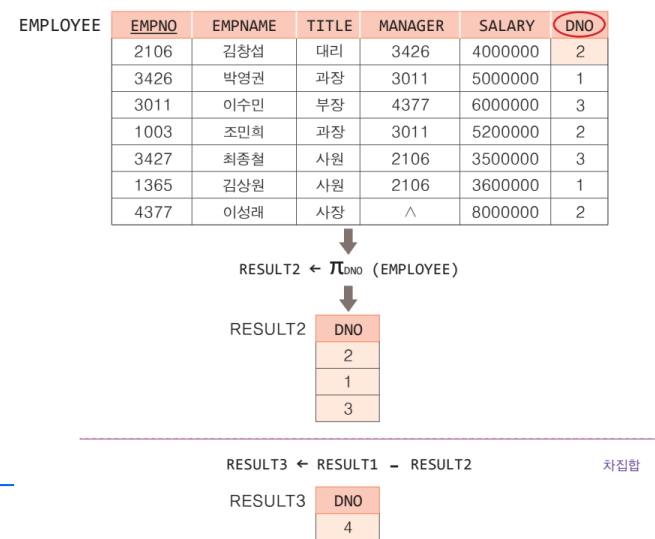 EMPLOYEE EMPNO EMPNAME TITLE MANAGER SALARY DNO
2106 김창섭 대리 3426 4000000 2
3426 박영권 과장 3011 5000000 1
3011 이수민 부장 4377 6000000 3
1003 조민희 과장 3011 5200000 2
3427 최종철 사원 2106 3500000 3
1365 김상원 사원 2106 3600000 1
4377 이성래 사장 ∧ 8000000 2
RESULT2 ← πDNO (EMPLOYEE)
RESULT2 DNO
2
1
3
RESULT3 ← RESULT1 – RESULT2 차집합
RESULT3 DNO
4